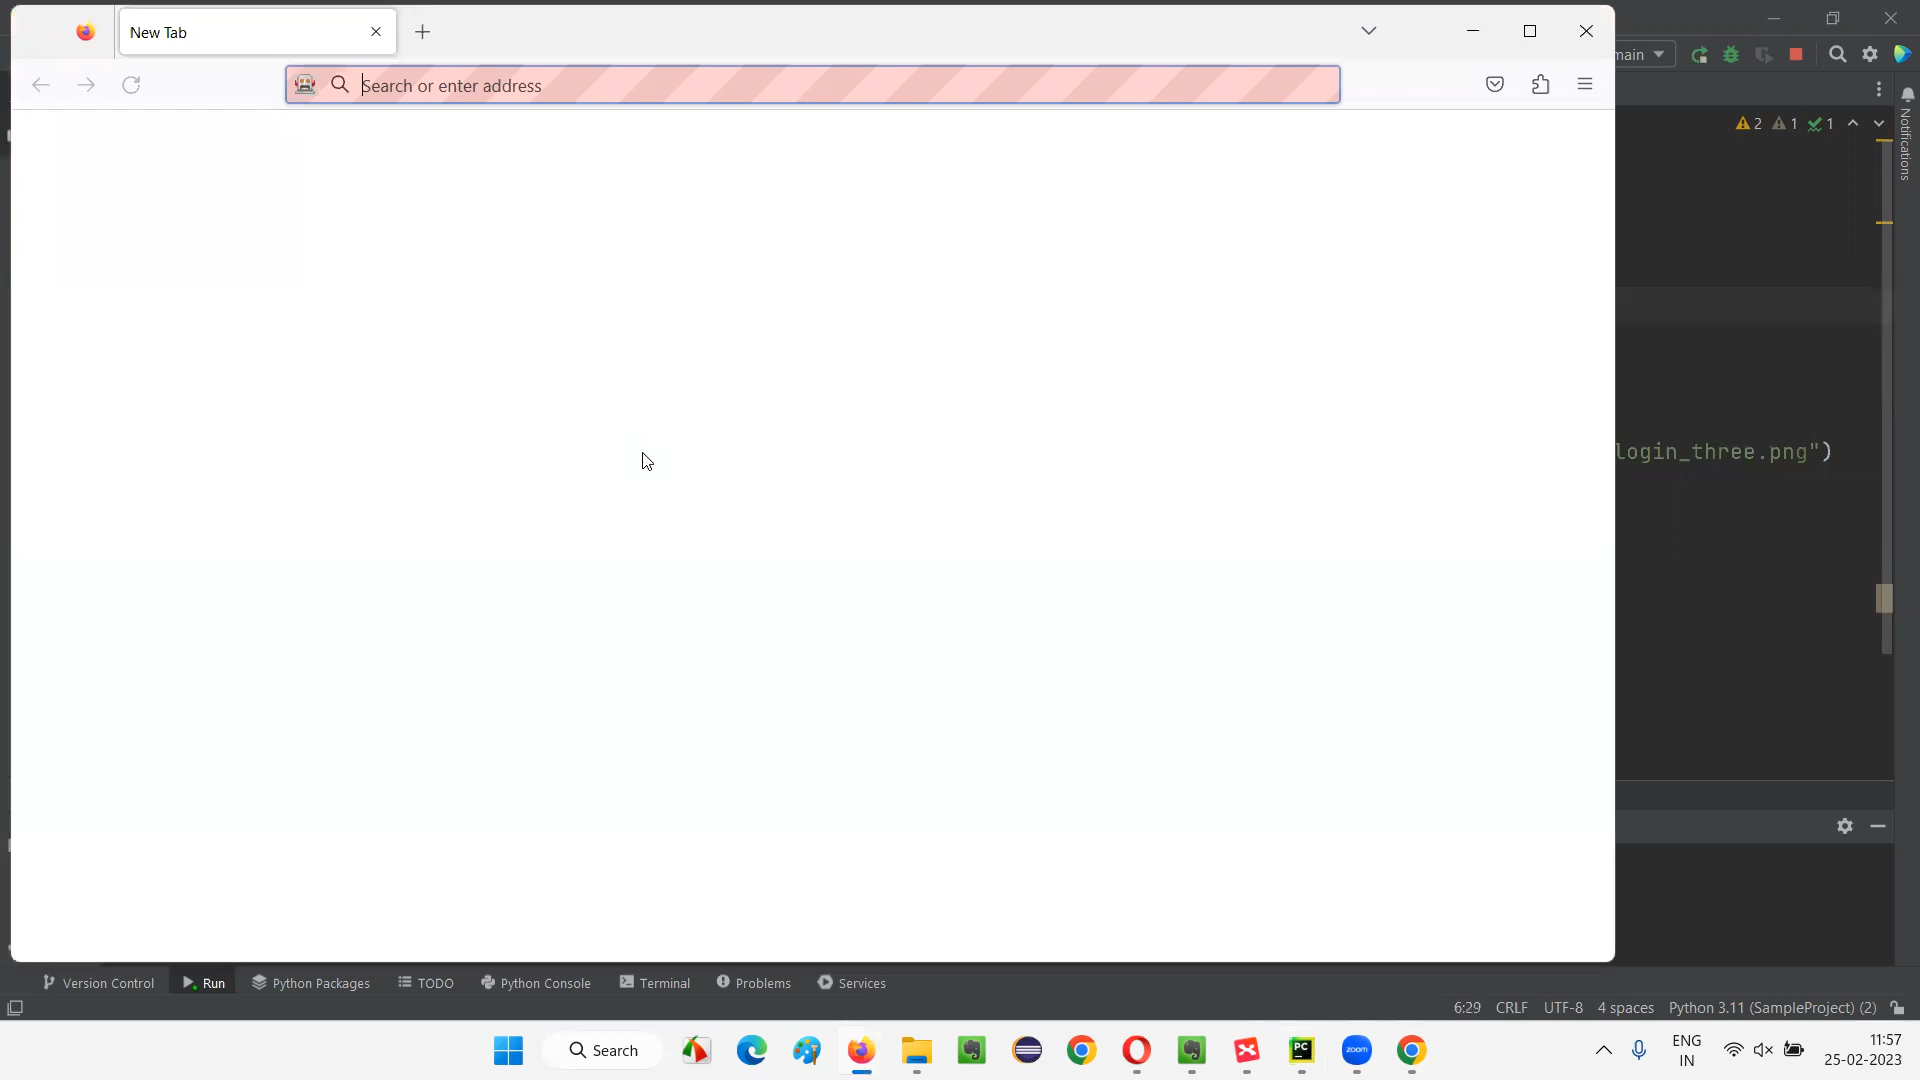 New Tab
Search or enter address
main
2 1 1
Notifications
login_three.png")
Version Control Run Python Packages TODO Python Console Terminal Problems Services
6:29 CRLF UTF-8 4 spaces Python 3.11 (SampleProject) (2)
Search
PC
zoom
ENG
IN
11:57
25-02-2023